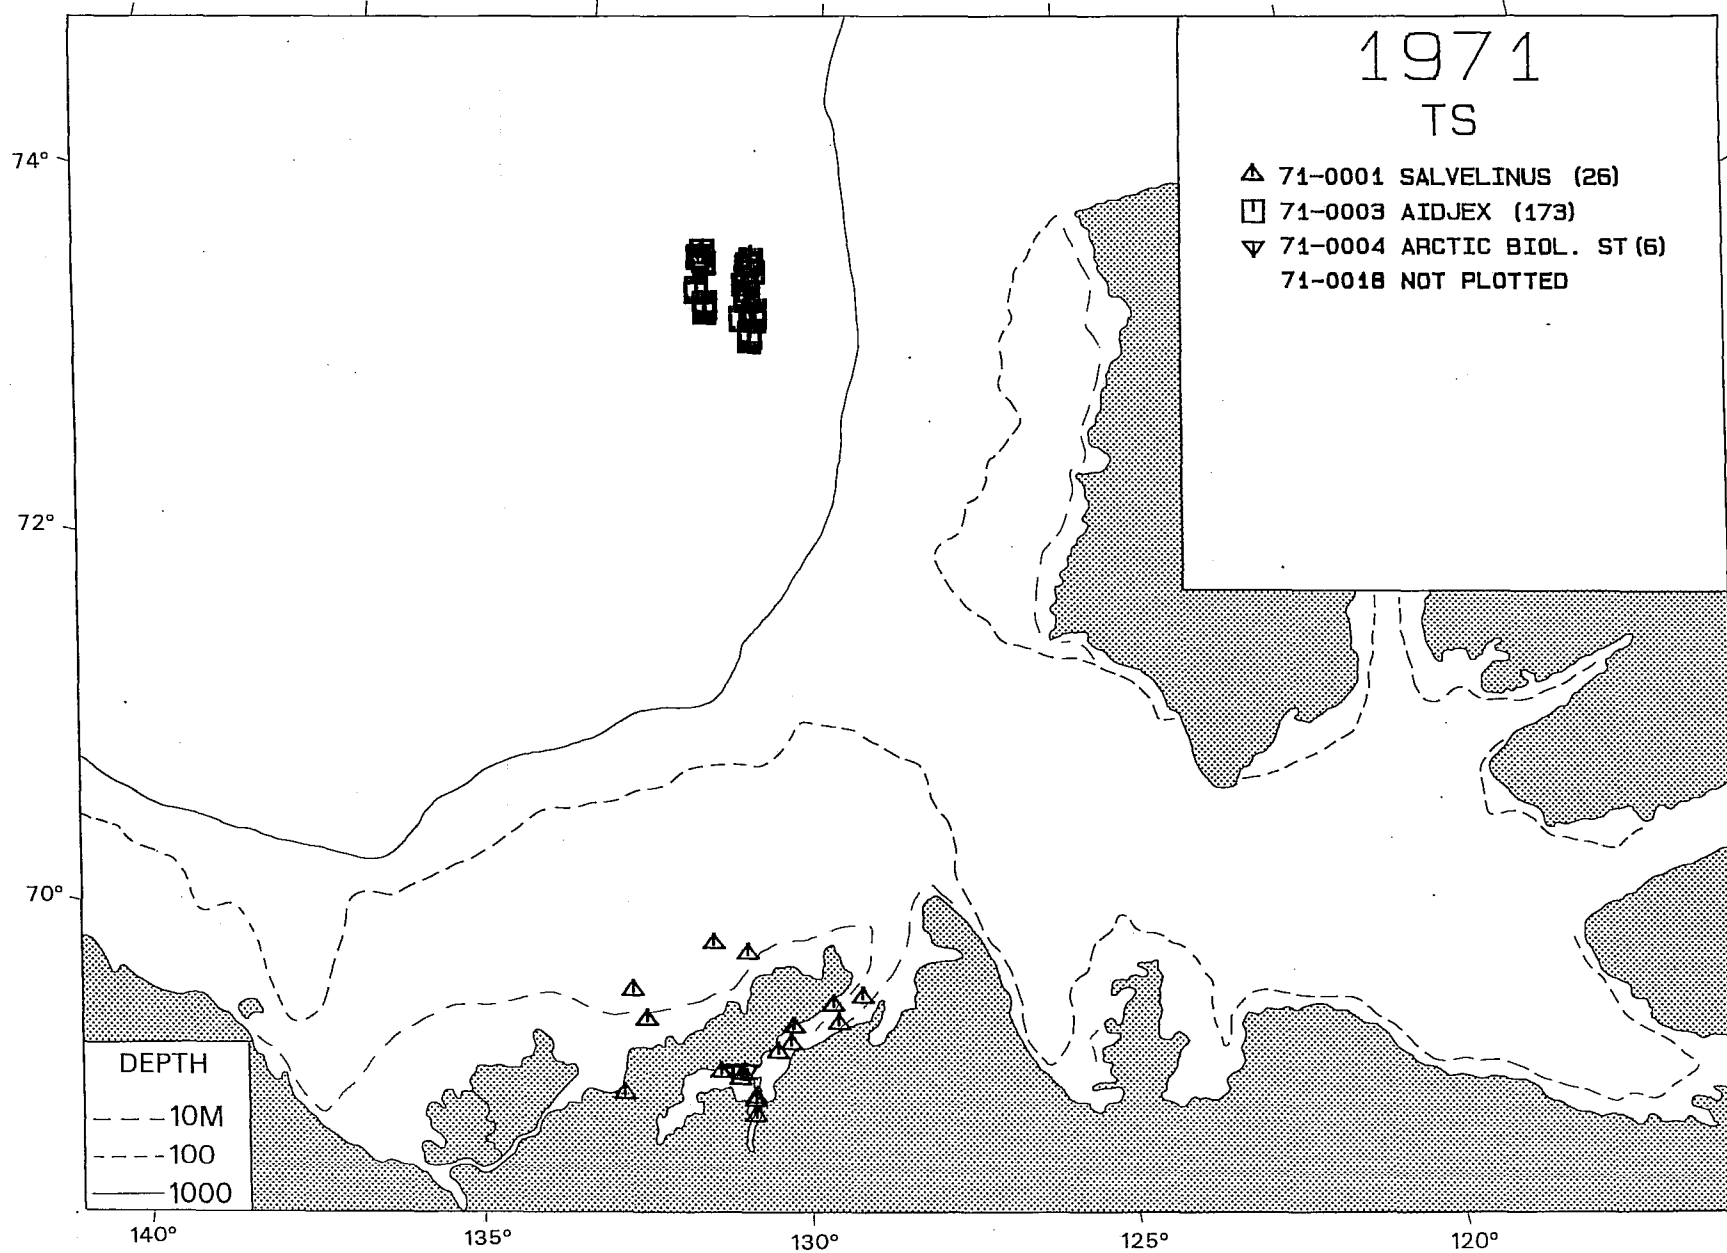 1971
TS
71-0001 SALVELINUS (26)
71-0003 AIDJEX (173)
71-0004 ARCTIC BIOL. ST (6)
71-0018 NOT PLOTTED
74°
72°
70°
DEPTH
10M
100
1000
140°
135°
130°
125°
120°